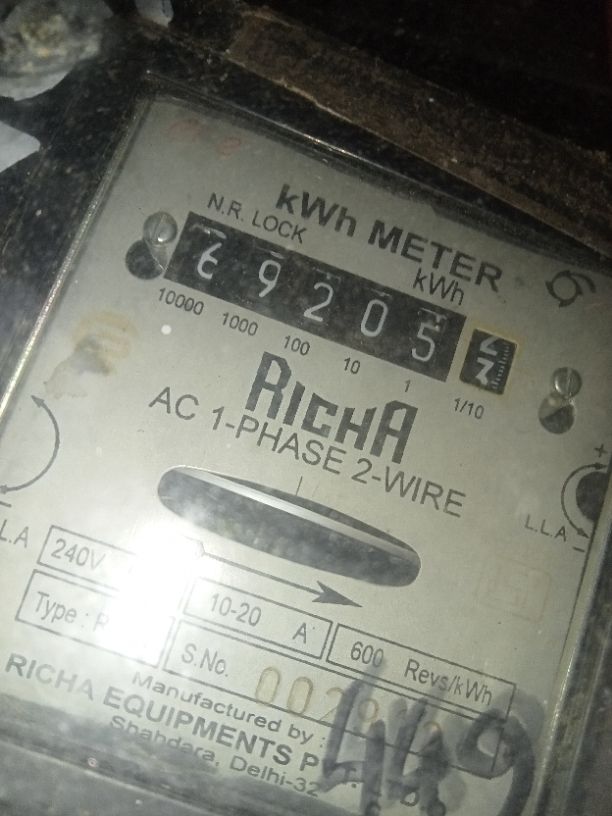 kWh METER
N.R. LOCK
kWh
69205
10000 1000 100 10 1 1/10
RICHA
AC 1-PHASE 2-WIRE
+
L.L.A -
240V
10-20 A
600 Revs/kWh
Type :
S.No.
Manufactured by :
RICHA EQUIPMENTS
Shahdara, Delhi-32
449